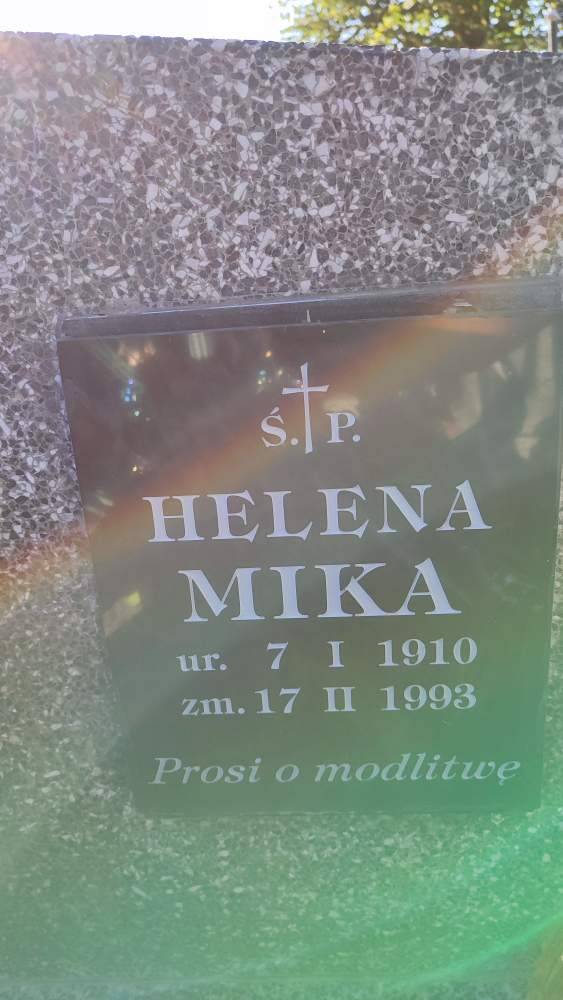 Ś. P.
HELENA
MIKA
ur. 7 I 1910
zm. 17 II 1993
Prosi o modlitwę